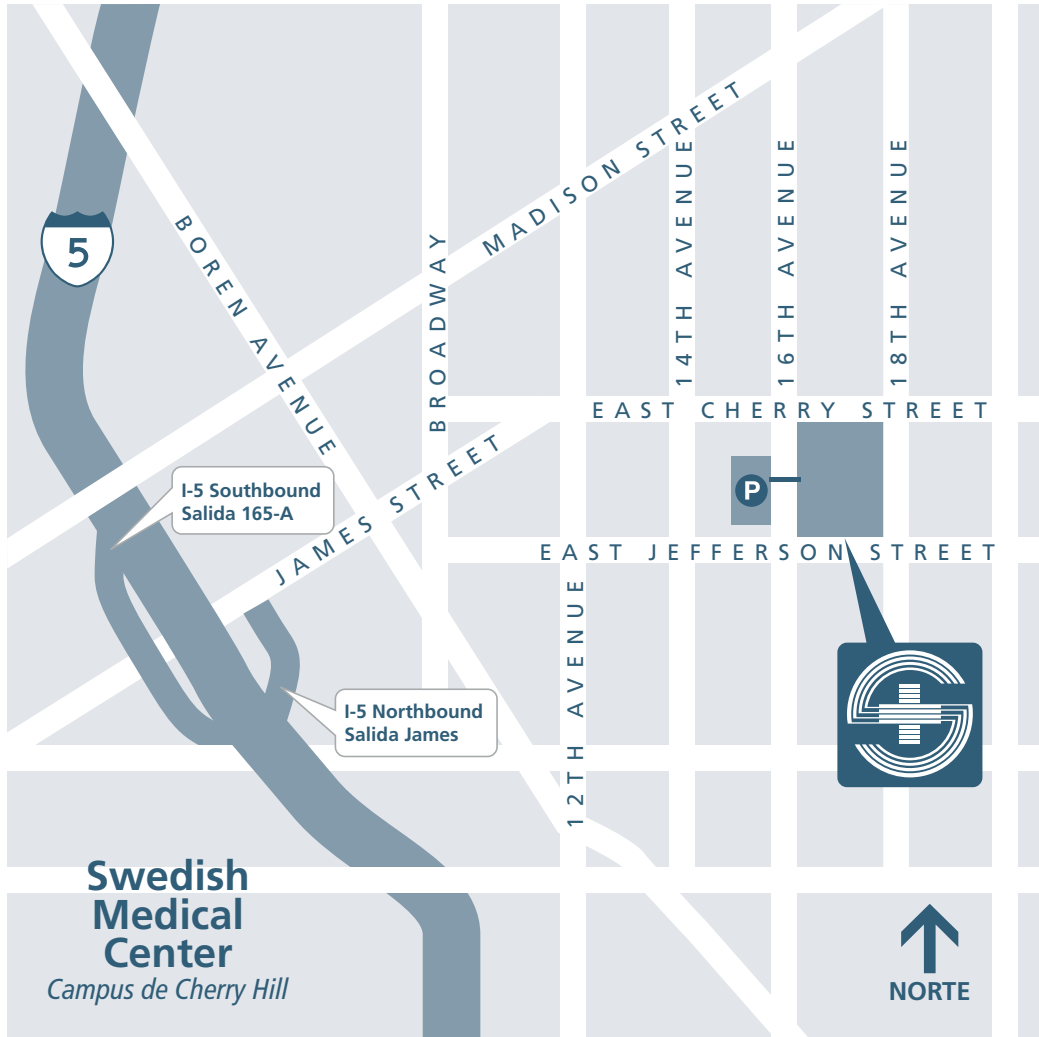 MADISON STREET
14TH AVENUE
16TH AVENUE
18TH AVENUE
5
BOREN AVENUE
BROADWAY
EAST CHERRY STREET
JAMES STREET
I-5 Southbound
Salida 165-A
P
EAST JEFFERSON STREET
12TH AVENUE
I-5 Northbound
Salida James
Swedish
Medical
Center
Campus de Cherry Hill
NORTE